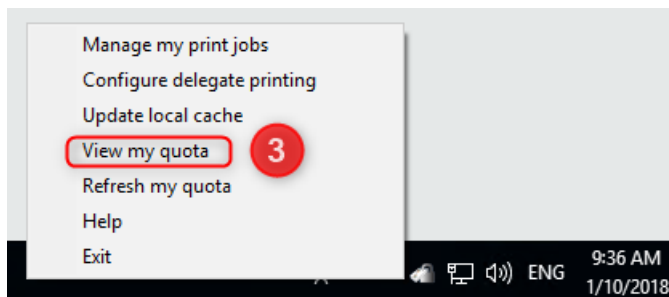 Manage my print jobs
Configure delegate printing
Update local cache
View my quota
3
Refresh my quota
Help
Exit
ENG
9:36 AM
1/10/2018